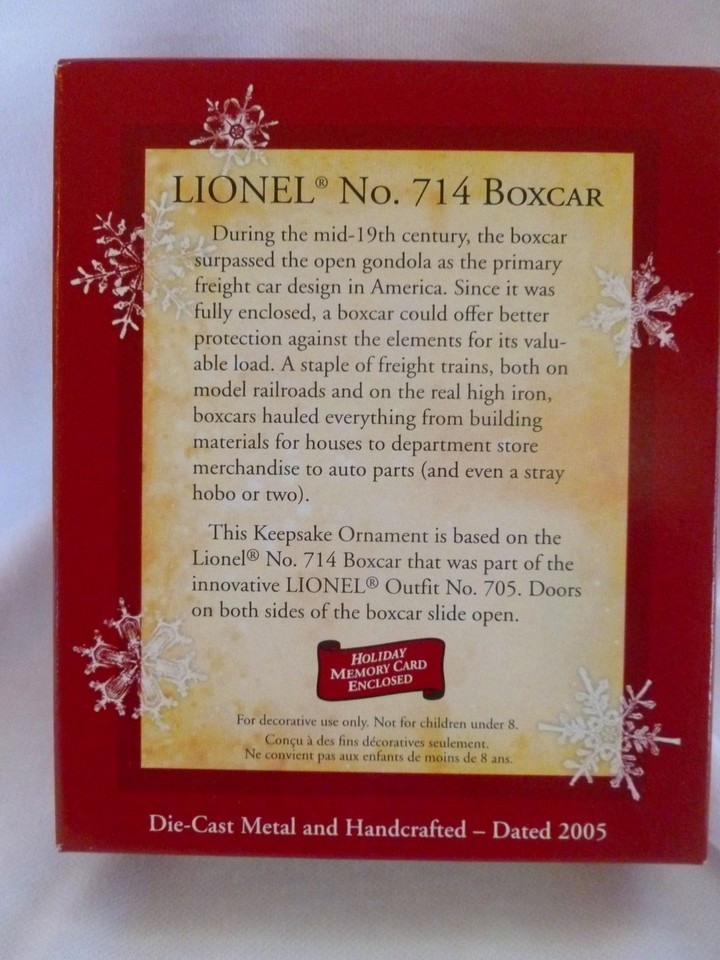 LIONEL® No. 714 BOXCAR
During the mid-19th century, the boxcar
surpassed the open gondola as the primary
freight car design in America. Since it was
fully enclosed, a boxcar could offer better
protection against the elements for its valu-
able load. A staple of freight trains, both on
model railroads and on the real high iron,
boxcars hauled everything from building
materials for houses to department store
merchandise to auto parts (and even a stray
hobo or two).
This Keepsake Ornament is based on the
Lionel® No. 714 Boxcar that was part of the
innovative LIONEL® Outfit No. 705. Doors
on both sides of the boxcar slide open.
HOLIDAY
MEMORY CARD
ENCLOSED
For decorative use only. Not for children under 8.
Conçu à des fins décoratives seulement.
Ne convient pas aux enfants de moins de 8 ans.
Die-Cast Metal and Handcrafted – Dated 2005